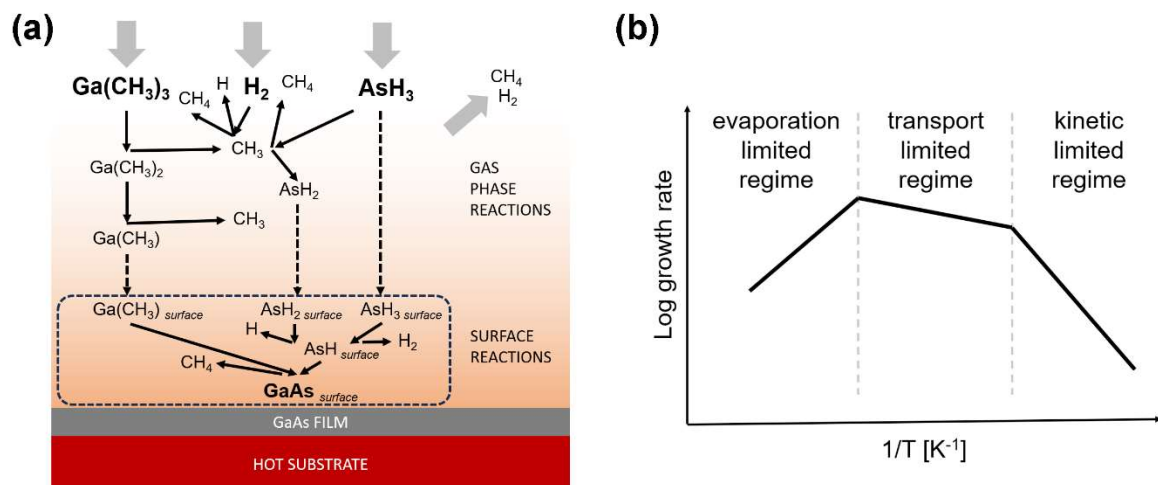 (a)
Ga(CH₃)₃
H
H₂
CH₄
AsH₃
CH₄
H₂
CH₄
CH₃
Ga(CH₃)₂
AsH₂
GAS
PHASE
REACTIONS
CH₃
Ga(CH₃)
Ga(CH₃) surface
AsH₂ surface
AsH₃ surface
H
AsH surface
H₂
SURFACE
REACTIONS
CH₄
GaAs surface
GaAs FILM
HOT SUBSTRATE
(b)
evaporation
limited
regime
transport
limited
regime
kinetic
limited
regime
Log growth rate
1/T [K⁻¹]